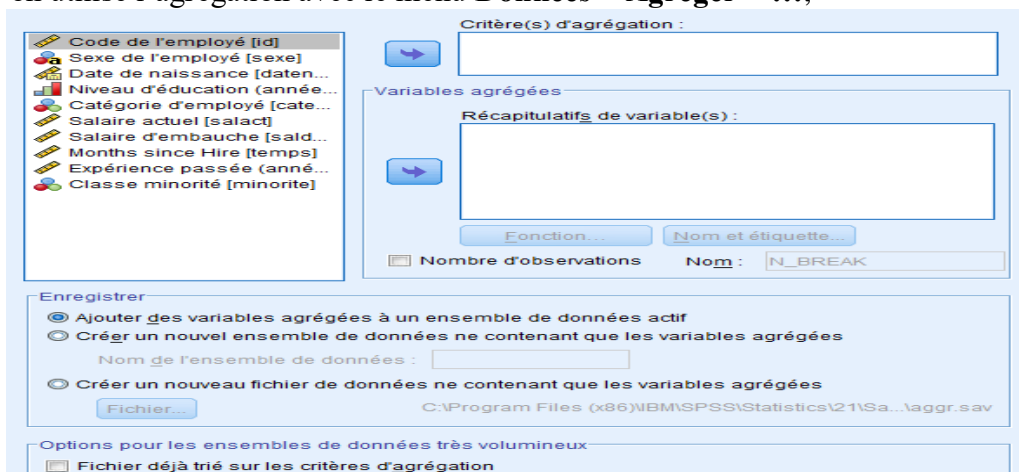 Critère(s) d'agrégation :
Code de l'employé [id]
Sexe de l'employé [sexe]
Date de naissance [daten...
Niveau d'éducation (année...
Catégorie d'employé [cate...
Salaire actuel [salact]
Salaire d'embauche [sald...
Months since Hire [temps]
Expérience passée (anné...
Classe minorité [minorite]
Variables agrégées
Récapitulatifs de variable(s) :
Fonction...
Nom et étiquette...
Nombre d'observations
Nom :
N_BREAK
Enregistrer
Ajouter des variables agrégées à un ensemble de données actif
Créer un nouvel ensemble de données ne contenant que les variables agrégées
Nom de l'ensemble de données :
Créer un nouveau fichier de données ne contenant que les variables agrégées
Fichier...
C:\Program Files (x86)\IBM\SPSS\Statistics\21\Sa...\aggr.sav
Options pour les ensembles de données très volumineux
Fichier déjà trié sur les critères d'agrégation